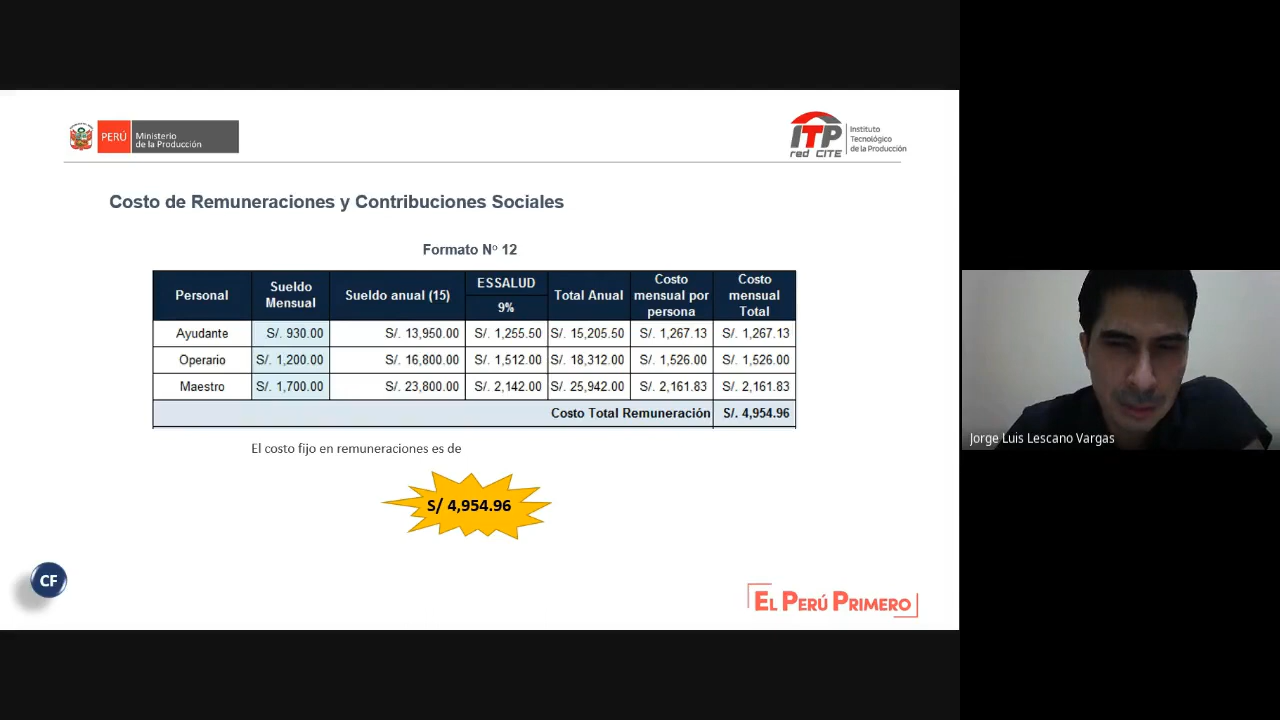 PERÚ
Ministerio
de la Producción
ITP
red CITE
Instituto
Tecnológico
de la Producción
Costo de Remuneraciones y Contribuciones Sociales
Formato Nº 12
Personal Sueldo Mensual Sueldo anual (15) ESSALUD 9% Total Anual Costo mensual por persona Costo mensual Total
Ayudante S/. 930.00 S/. 13,950.00 S/. 1,255.50 S/. 15,205.50 S/. 1,267.13 S/. 1,267.13
Operario S/. 1,200.00 S/. 16,800.00 S/. 1,512.00 S/. 18,312.00 S/. 1,526.00 S/. 1,526.00
Maestro S/. 1,700.00 S/. 23,800.00 S/. 2,142.00 S/. 25,942.00 S/. 2,161.83 S/. 2,161.83
Costo Total Remuneración S/. 4,954.96
El costo fijo en remuneraciones es de
S/ 4,954.96
CF
EL PERÚ PRIMERO
Jorge Luis Lescano Vargas